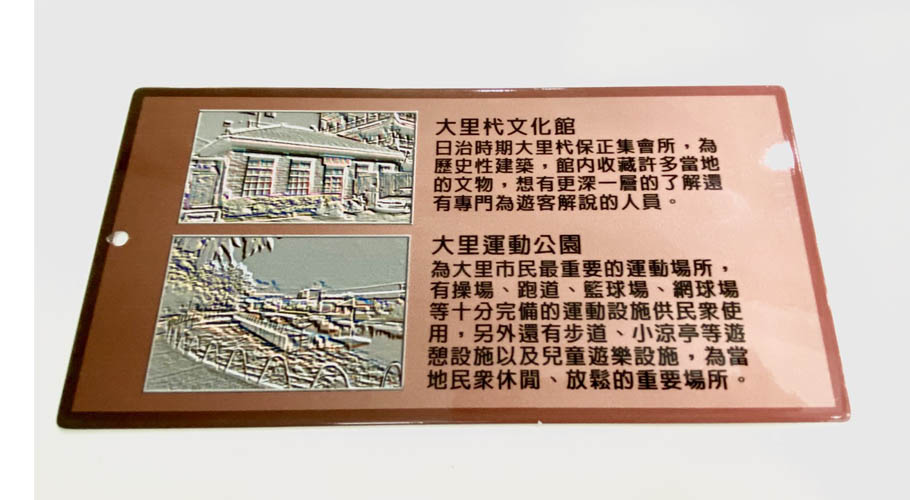 大里杙文化館
日治時期大里杙保正集會所，為
歷史性建築，館內收藏許多當地
的文物，想有更深一層的了解還
有專門為遊客解說的人員。
大里運動公園
為大里市民最重要的運動場所，
有操場、跑道、籃球場、網球場
等十分完備的運動設施供民眾使
用，另外還有步道、小涼亭等遊
憩設施以及兒童遊樂設施，為當
地民眾休閒、放鬆的重要場所。